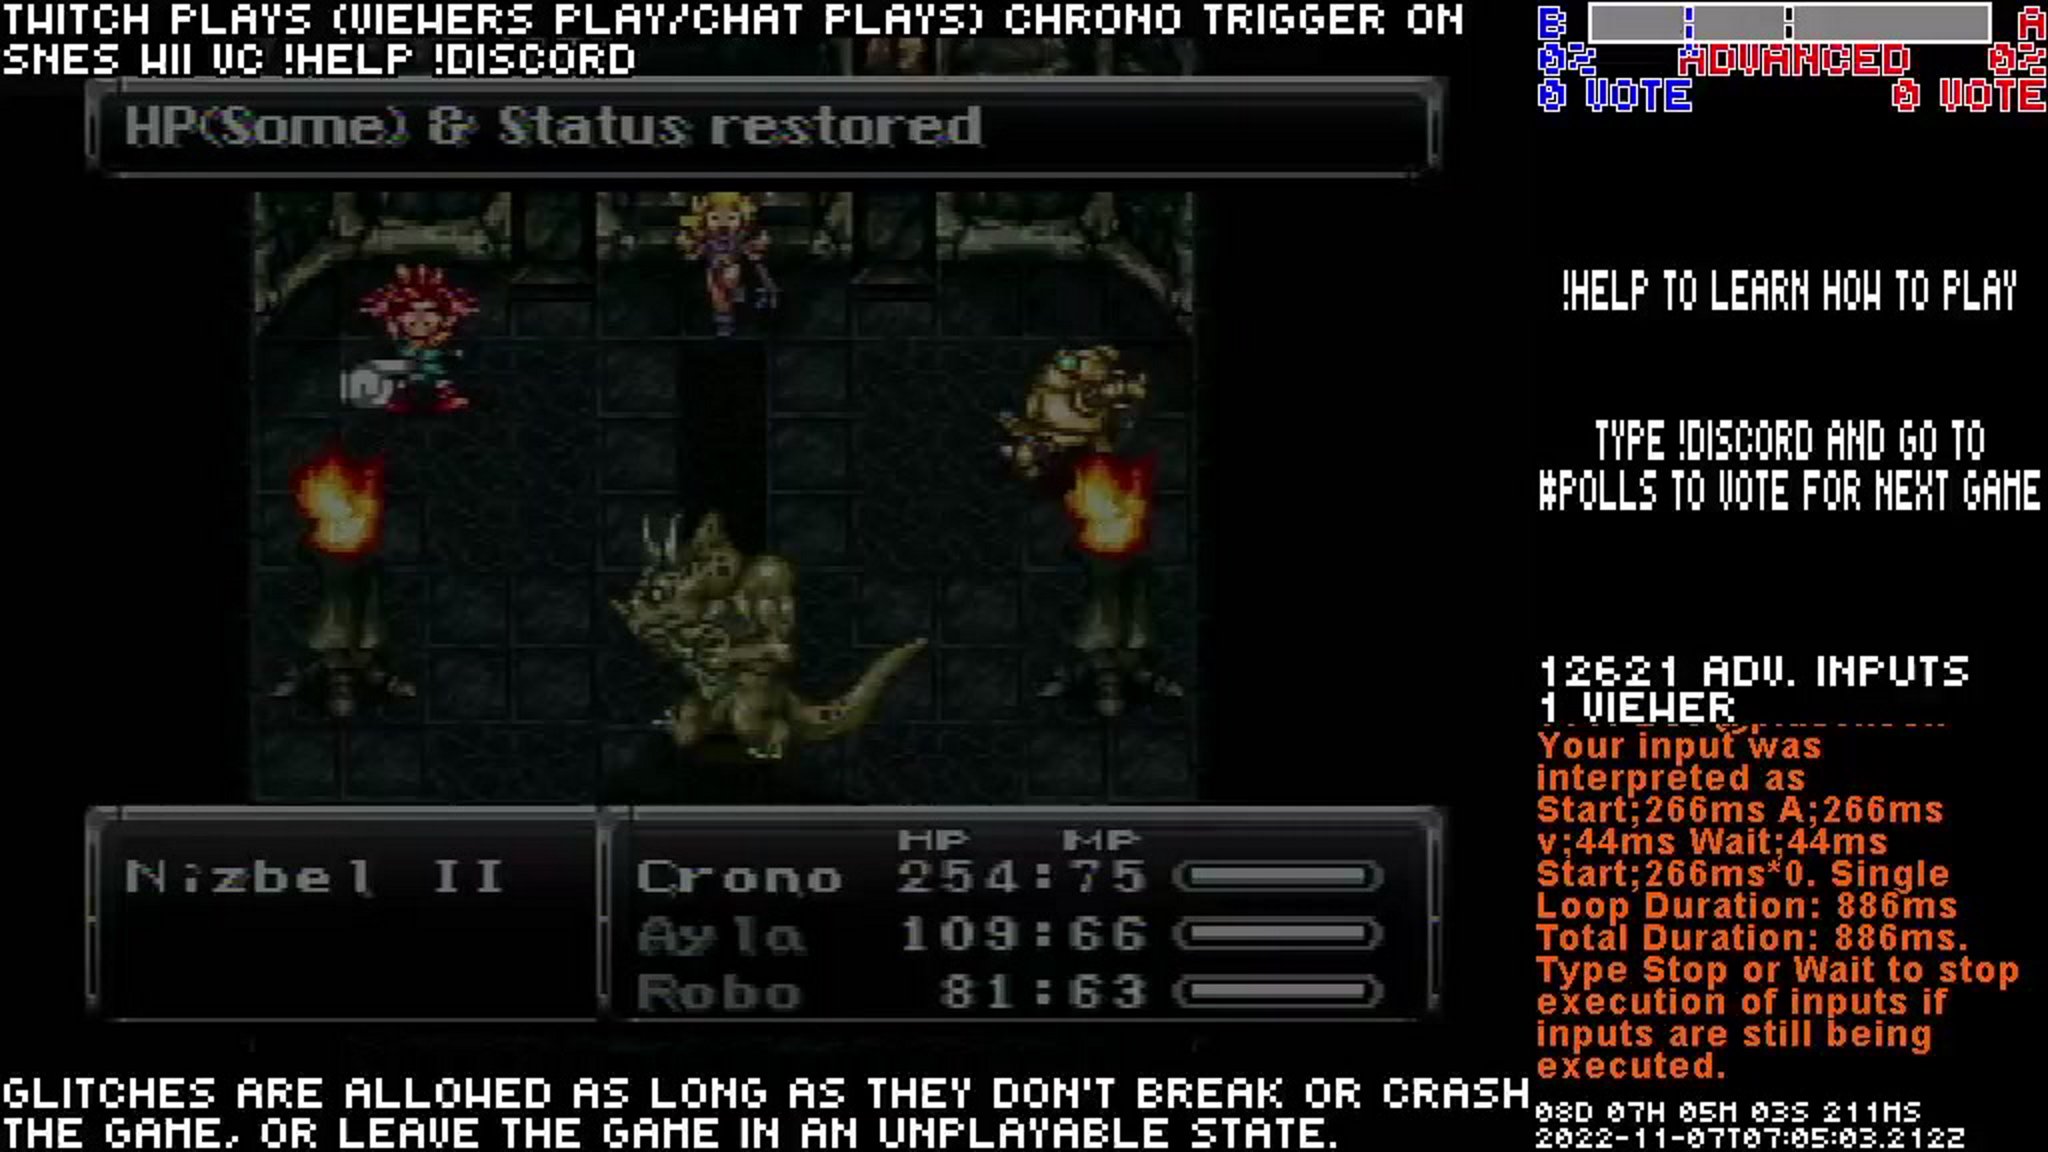 TWITCH PLAYS (VIEWERS PLAY/CHAT PLAYS) CHRONO TRIGGER ON
SNES WII VC !HELP !DISCORD
HP(Some) & Status restored
Nizbel II
HP MP
Crono 254:75
Ayla 109:66
Robo 81:63
GLITCHES ARE ALLOWED AS LONG AS THEY DON'T BREAK OR CRASH
THE GAME, OR LEAVE THE GAME IN AN UNPLAYABLE STATE.
B A
0% ADVANCED 0%
0 VOTE 0 VOTE
!HELP TO LEARN HOW TO PLAY
TYPE !DISCORD AND GO TO
#POLLS TO VOTE FOR NEXT GAME
12621 ADV. INPUTS
1 VIEWER
Your input was
interpreted as
Start;266ms A;266ms
v;44ms Wait;44ms
Start;266ms*0. Single
Loop Duration: 886ms
Total Duration: 886ms.
Type Stop or Wait to stop
execution of inputs if
inputs are still being
executed.
08D 07H 05M 03S 211MS
2022-11-07T07:05:03.212Z